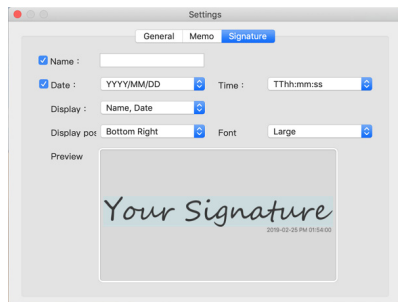 Settings
General Memo Signature
Name :
Date : YYYY/MM/DD Time : TThh:mm:ss
Display : Name, Date
Display pos Bottom Right Font Large
Preview
Your Signature
2019-02-25 PM 01:54:00